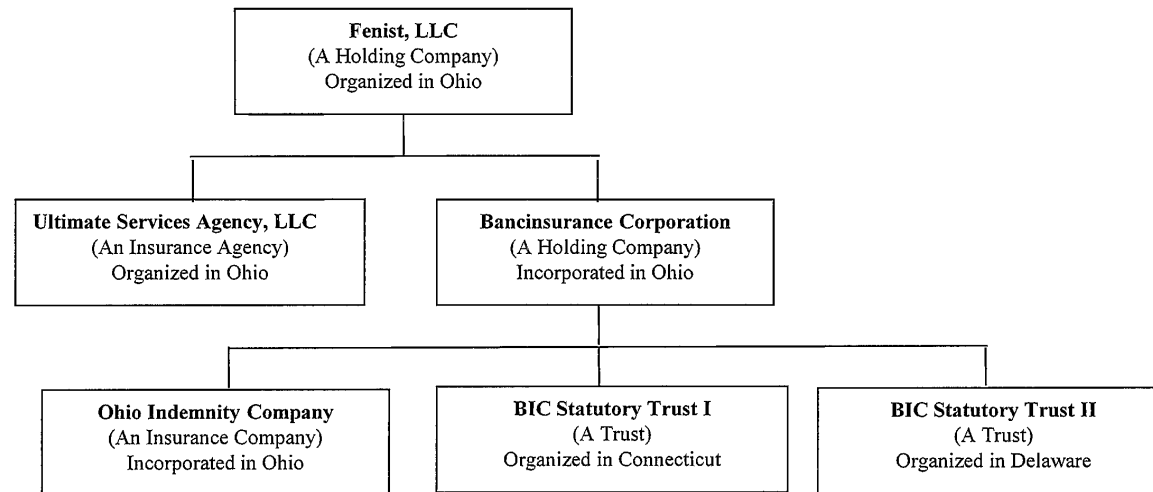 Fenist, LLC
(A Holding Company)
Organized in Ohio
Ultimate Services Agency, LLC
(An Insurance Agency)
Organized in Ohio
Bancinsurance Corporation
(A Holding Company)
Incorporated in Ohio
Ohio Indemnity Company
(An Insurance Company)
Incorporated in Ohio
BIC Statutory Trust I
(A Trust)
Organized in Connecticut
BIC Statutory Trust II
(A Trust)
Organized in Delaware